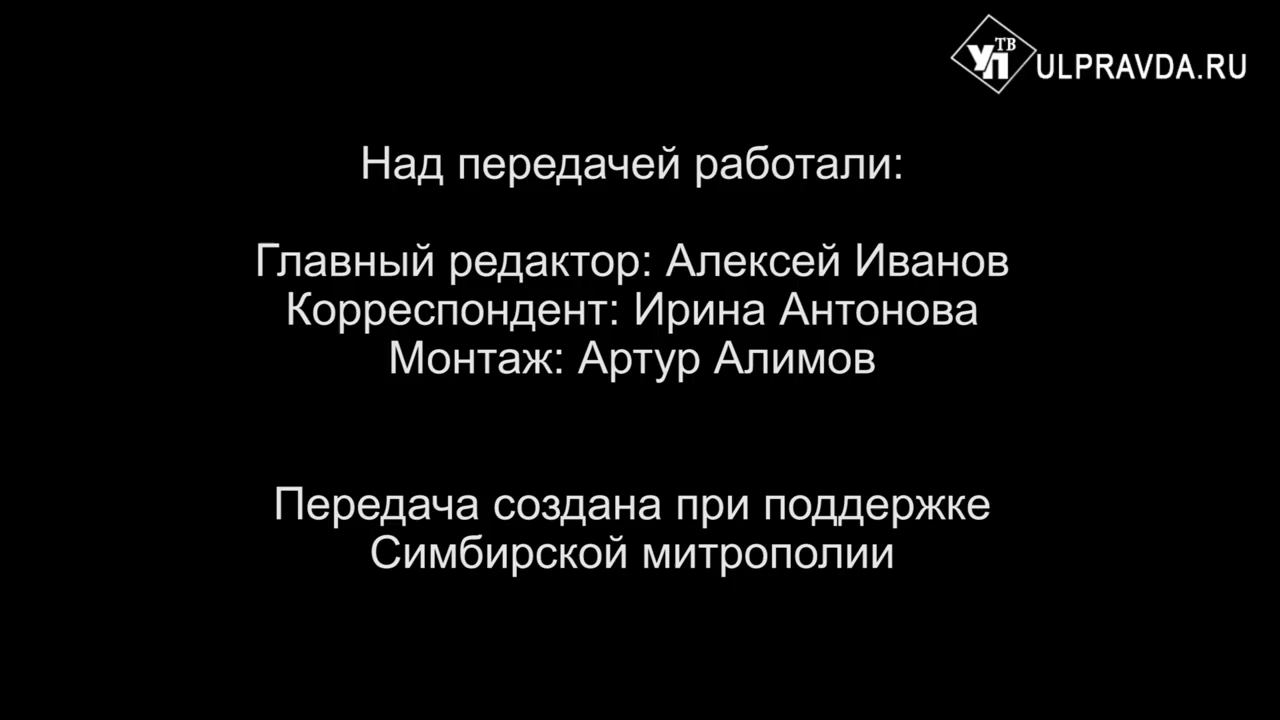 УП ТВ
ULPRAVDA.RU
Над передачей работали:
Главный редактор: Алексей Иванов
Корреспондент: Ирина Антонова
Монтаж: Артур Алимов
Передача создана при поддержке
Симбирской митрополии